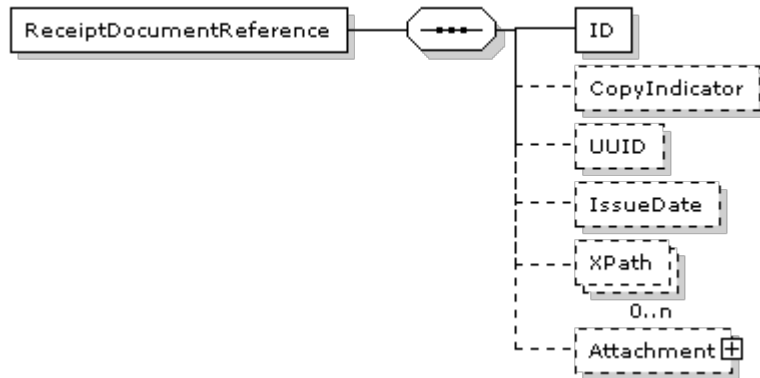 ReceiptDocumentReference
ID
CopyIndicator
UUID
IssueDate
XPath
0..n
Attachment